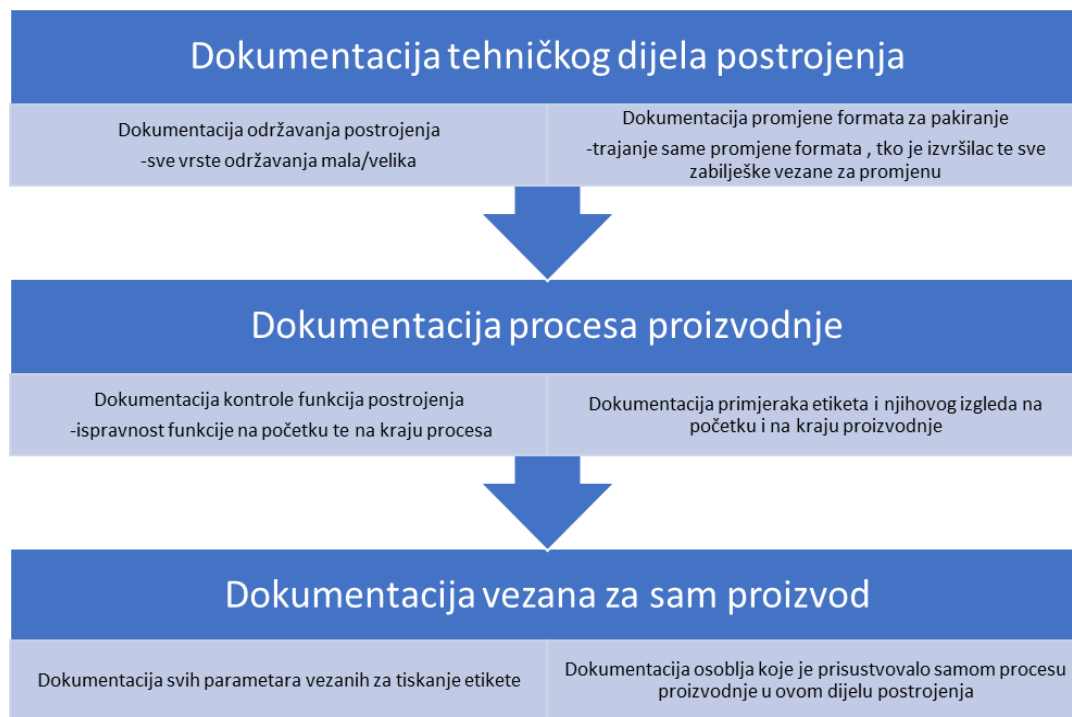 Dokumentacija tehničkog dijela postrojenja
Dokumentacija održavanja postrojenja
-sve vrste održavanja mala/velika
Dokumentacija promjene formata za pakiranje
-trajanje same promjene formata , tko je izvršilac te sve
zabilješke vezane za promjenu
Dokumentacija procesa proizvodnje
Dokumentacija kontrole funkcija postrojenja
-ispravnost funkcije na početku te na kraju procesa
Dokumentacija primjeraka etiketa i njihovog izgleda na
početku i na kraju proizvodnje
Dokumentacija vezana za sam proizvod
Dokumentacija svih parametara vezanih za tiskanje etikete
Dokumentacija osoblja koje je prisustvovalo samom procesu
proizvodnje u ovom dijelu postrojenja